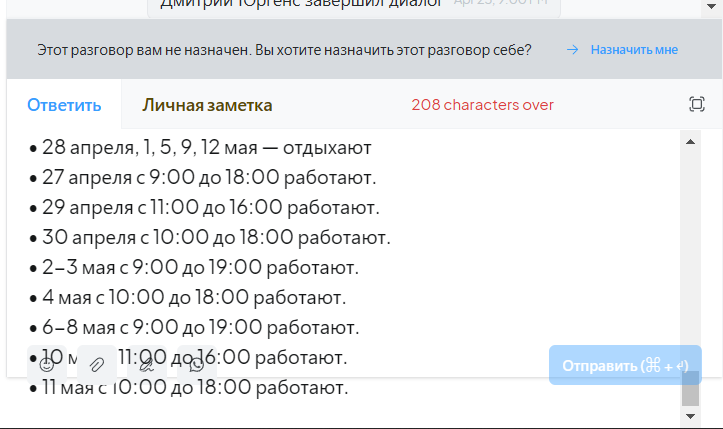 Дмитрий Юргенс завершил диалог Apr 25, 9:00 PM
Этот разговор вам не назначен. Вы хотите назначить этот разговор себе? → Назначить мне
Ответить Личная заметка 208 characters over
• 28 апреля, 1, 5, 9, 12 мая — отдыхают
• 27 апреля с 9:00 до 18:00 работают.
• 29 апреля с 11:00 до 16:00 работают.
• 30 апреля с 10:00 до 18:00 работают.
• 2–3 мая с 9:00 до 19:00 работают.
• 4 мая с 10:00 до 18:00 работают.
• 6–8 мая с 9:00 до 19:00 работают.
• 10 11:00 до 16:00 работают.
Отправить (⌘ + ⏎)
• 11 мая с 10:00 до 18:00 работают.